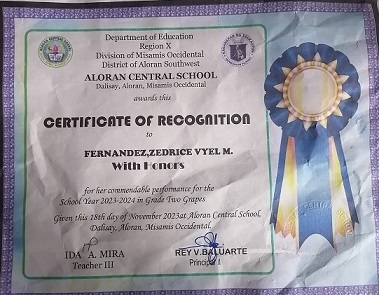 Department of Education
Region X
Division of Misamis Occidental
District of Aloran Southwest
ALORAN CENTRAL SCHOOL
Dalisay, Aloran, Misamis Occidental
awards this
CERTIFICATE OF RECOGNITION
to
FERNANDEZ,ZEDRICE VYEL M.
With Honors
for her commendable performance for the
School Year 2023-2024 in Grade Two Grapes
Given this 18th day of November 2023at Aloran Central School,
Dalisay, Aloran, Misamis Occidental.
IDA A. MIRA
Teacher III
REY V. BALUARTE
Principal I